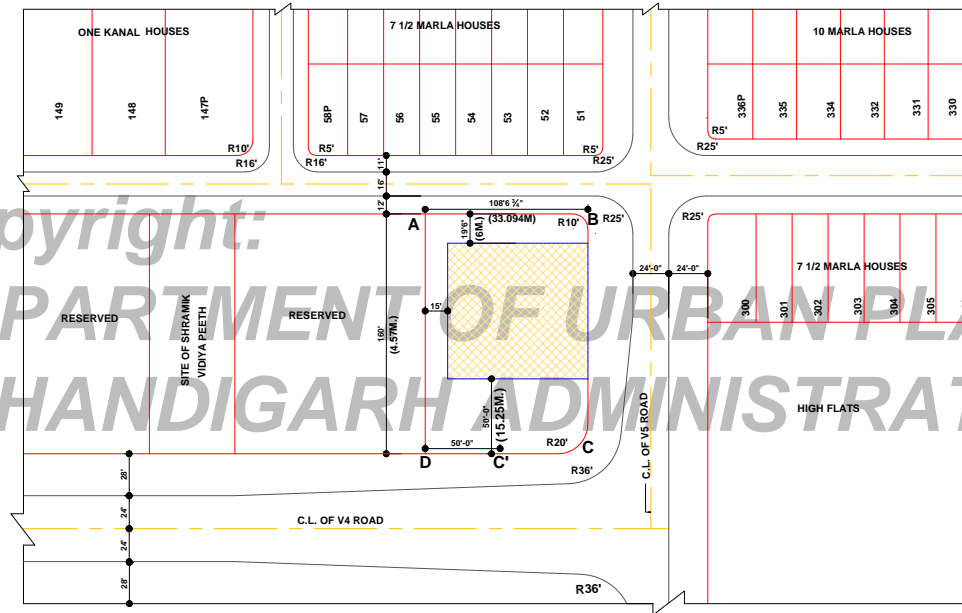 ONE KANAL HOUSES
7 1/2 MARLA HOUSES
10 MARLA HOUSES
149
148
147P
58P
57
56
55
54
53
52
51
336P
335
334
332
331
330
R10'
R16'
R5'
R16'
R5'
R25'
R5'
R25'
11'
16'
12'
pyright:
A
108'6 ¾"
(33.094M)
B
R10'
R25'
R25'
19'6"
(6M.)
24'-0"
24'-0"
7 1/2 MARLA HOUSES
300
301
302
303
304
305
RESERVED
SITE OF SHRAMIK
VIDIYA PEETH
RESERVED
15'
160'
(4.57M.)
PARTMENT OF URBAN PLA
HANDIGARH ADMINISTRAT
HIGH FLATS
50'-0"
(15.25M.)
50'-0"
D
C'
R20'
C
R36'
C.L. OF V5 ROAD
28'
24'
C.L. OF V4 ROAD
24'
28'
R36'